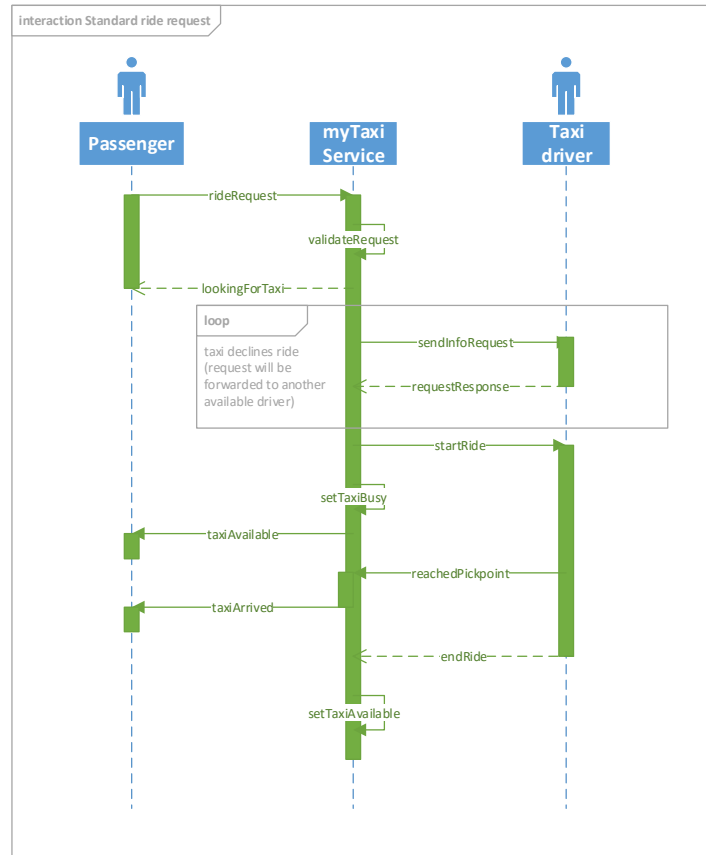 interaction Standard ride request
Passenger
myTaxi
Service
Taxi
driver
rideRequest
validateRequest
lookingForTaxi
loop
taxi declines ride
(request will be
forwarded to another
available driver)
sendInfoRequest
requestResponse
startRide
setTaxiBusy
taxiAvailable
reachedPickpoint
taxiArrived
endRide
setTaxiAvailable